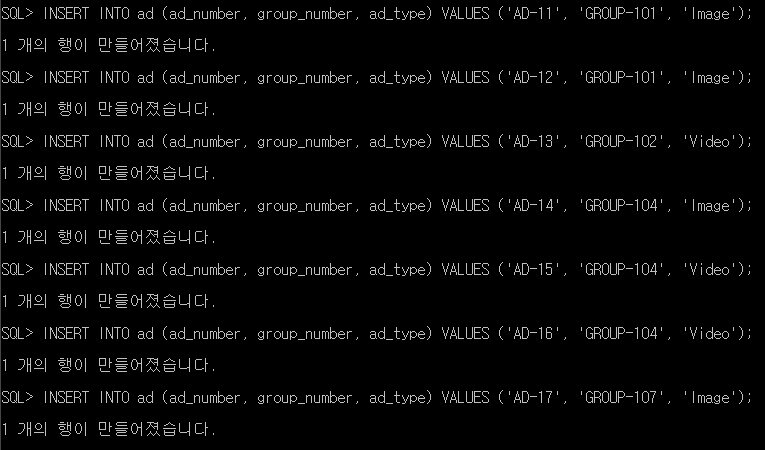 SQL> INSERT INTO ad (ad_number, group_number, ad_type) VALUES ('AD-11', 'GROUP-101', 'Image');
1 개의 행이 만들어졌습니다.
SQL> INSERT INTO ad (ad_number, group_number, ad_type) VALUES ('AD-12', 'GROUP-101', 'Image');
1 개의 행이 만들어졌습니다.
SQL> INSERT INTO ad (ad_number, group_number, ad_type) VALUES ('AD-13', 'GROUP-102', 'Video');
1 개의 행이 만들어졌습니다.
SQL> INSERT INTO ad (ad_number, group_number, ad_type) VALUES ('AD-14', 'GROUP-104', 'Image');
1 개의 행이 만들어졌습니다.
SQL> INSERT INTO ad (ad_number, group_number, ad_type) VALUES ('AD-15', 'GROUP-104', 'Video');
1 개의 행이 만들어졌습니다.
SQL> INSERT INTO ad (ad_number, group_number, ad_type) VALUES ('AD-16', 'GROUP-104', 'Video');
1 개의 행이 만들어졌습니다.
SQL> INSERT INTO ad (ad_number, group_number, ad_type) VALUES ('AD-17', 'GROUP-107', 'Image');
1 개의 행이 만들어졌습니다.